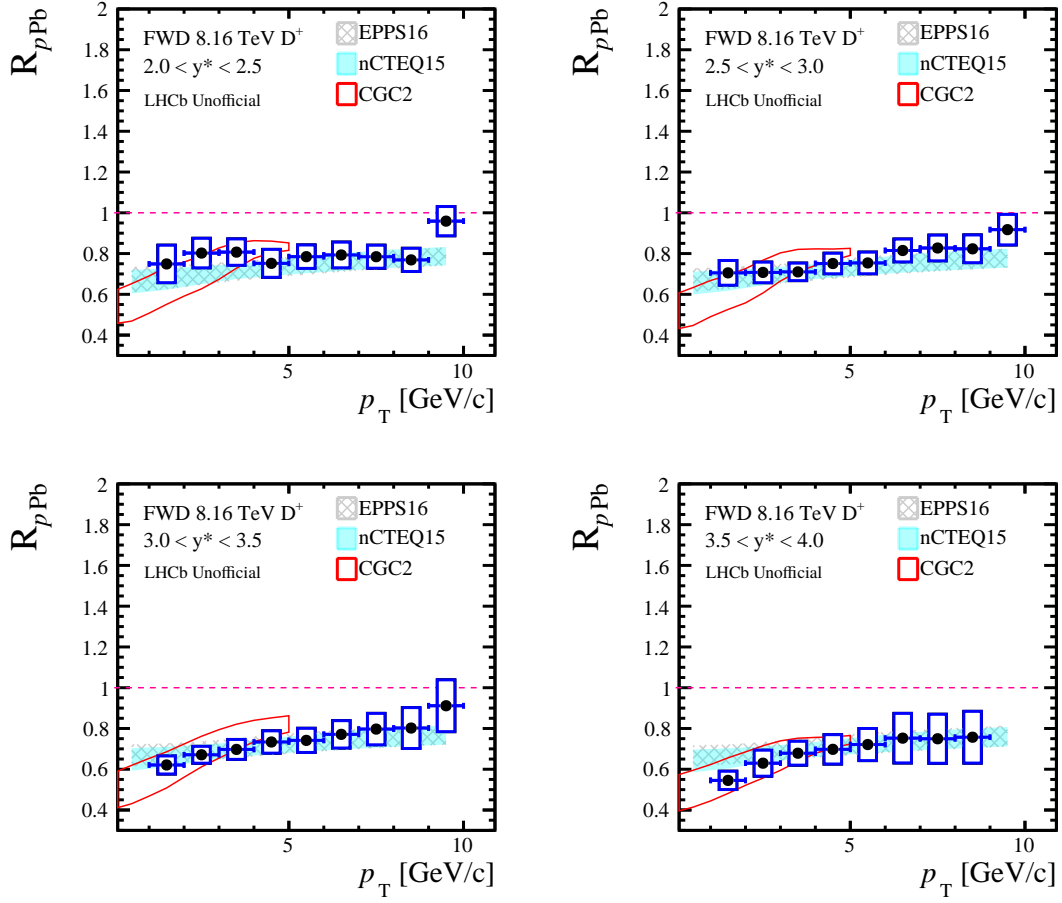 R_pPb
2
1.8
1.6
1.4
1.2
1
0.8
0.6
0.4
FWD 8.16 TeV D⁺
2.0 < y* < 2.5
LHCb Unofficial
EPPS16
nCTEQ15
CGC2
5
10
p_T [GeV/c]
R_pPb
2
1.8
1.6
1.4
1.2
1
0.8
0.6
0.4
FWD 8.16 TeV D⁺
2.5 < y* < 3.0
LHCb Unofficial
EPPS16
nCTEQ15
CGC2
5
10
p_T [GeV/c]
R_pPb
2
1.8
1.6
1.4
1.2
1
0.8
0.6
0.4
FWD 8.16 TeV D⁺
3.0 < y* < 3.5
LHCb Unofficial
EPPS16
nCTEQ15
CGC2
5
10
p_T [GeV/c]
R_pPb
2
1.8
1.6
1.4
1.2
1
0.8
0.6
0.4
FWD 8.16 TeV D⁺
3.5 < y* < 4.0
LHCb Unofficial
EPPS16
nCTEQ15
CGC2
5
10
p_T [GeV/c]